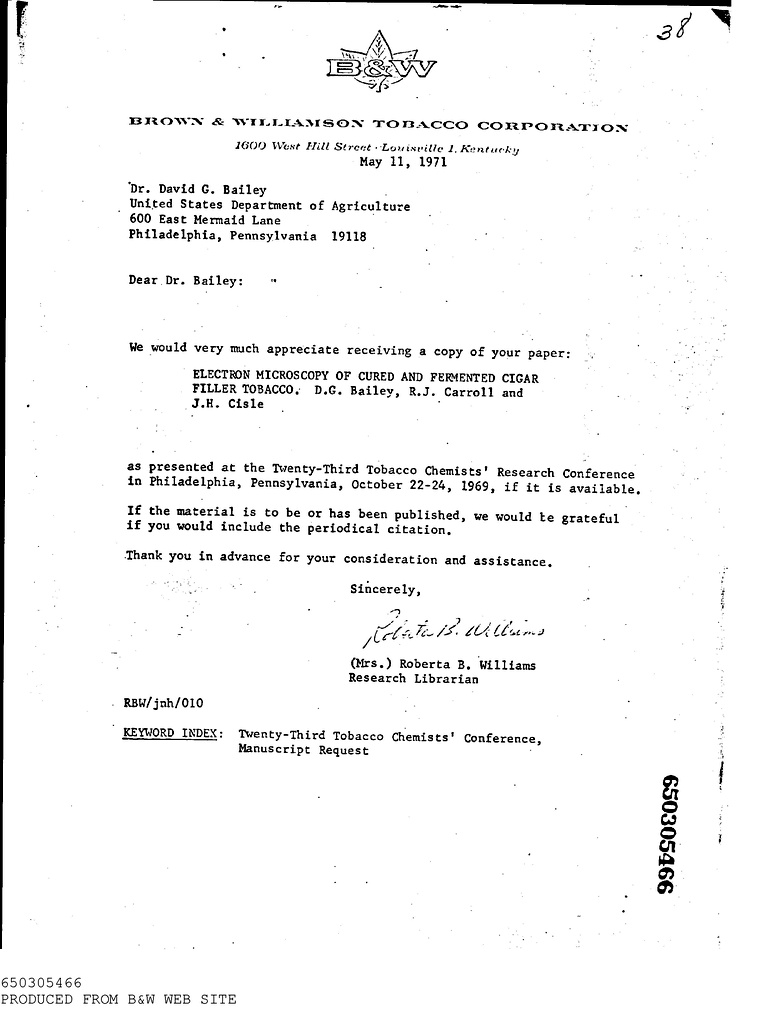 38
B&W
BROWN & WILLIAMSON TOBACCO CORPORATION
1600 West Hill Street · Louisville 1, Kentucky
May 11, 1971
Dr. David G. Bailey
United States Department of Agriculture
600 East Mermaid Lane
Philadelphia, Pennsylvania 19118
Dear Dr. Bailey:
We would very much appreciate receiving a copy of your paper:
ELECTRON MICROSCOPY OF CURED AND FERMENTED CIGAR
FILLER TOBACCO. D.G. Bailey, R.J. Carroll and
J.H. Cisle
as presented at the Twenty-Third Tobacco Chemists' Research Conference
in Philadelphia, Pennsylvania, October 22-24, 1969, if it is available.
If the material is to be or has been published, we would be grateful
if you would include the periodical citation.
Thank you in advance for your consideration and assistance.
Sincerely,
Roberta B. Williams
(Mrs.) Roberta B. Williams
Research Librarian
RBW/jnh/010
KEYWORD INDEX: Twenty-Third Tobacco Chemists' Conference,
Manuscript Request
650305466
650305466
PRODUCED FROM B&W WEB SITE